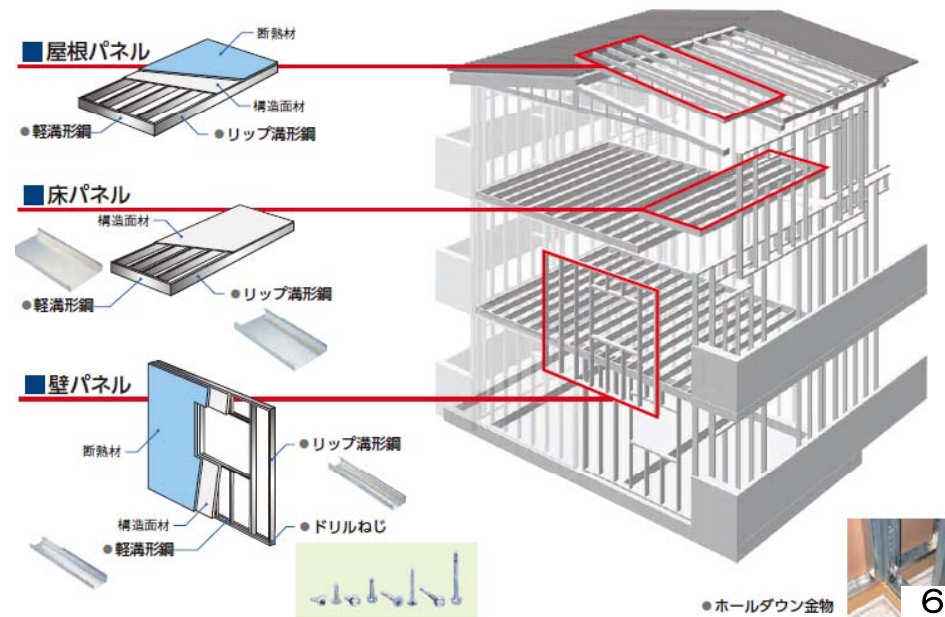 ■屋根パネル
断熱材
構造面材
●軽溝形鋼
●リップ溝形鋼
■床パネル
構造面材
●軽溝形鋼
●リップ溝形鋼
■壁パネル
断熱材
●リップ溝形鋼
構造面材
●軽溝形鋼
●ドリルねじ
●ホールダウン金物
6